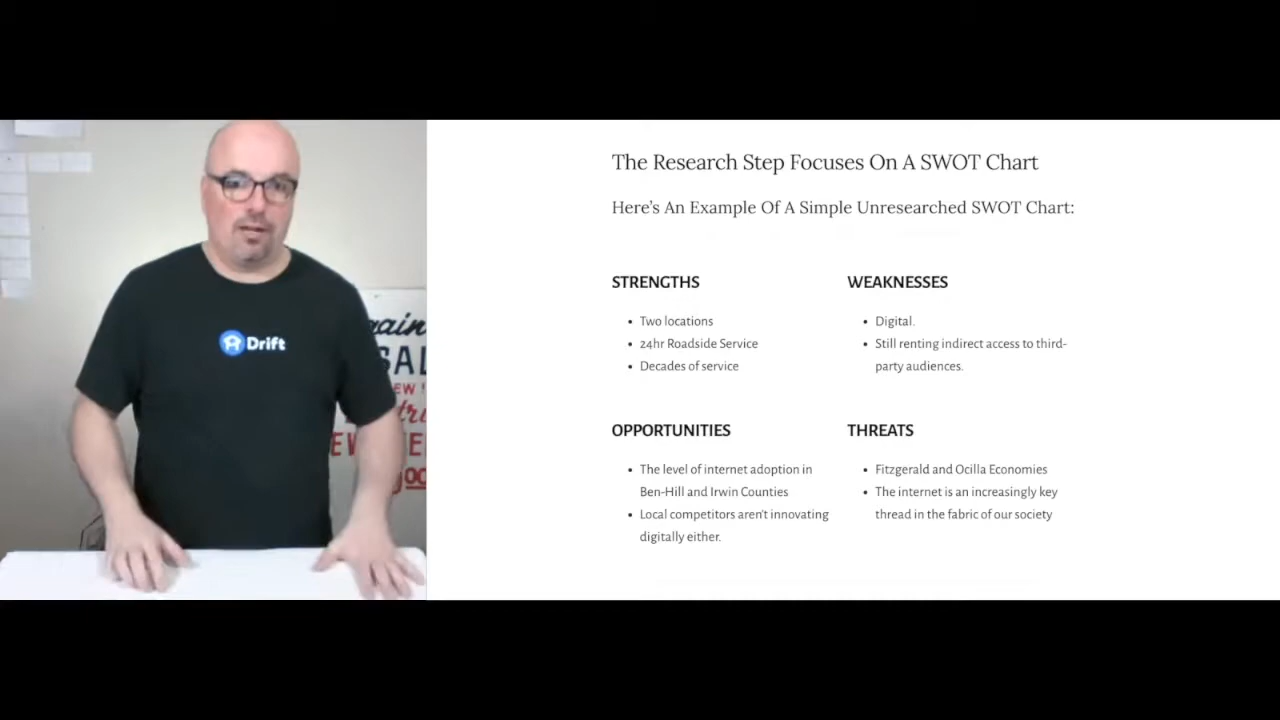 Drift
SAL
The Research Step Focuses On A SWOT Chart
Here's An Example Of A Simple Unresearched SWOT Chart:
STRENGTHS
• Two locations
• 24hr Roadside Service
• Decades of service
WEAKNESSES
• Digital.
• Still renting indirect access to third-
party audiences.
OPPORTUNITIES
• The level of internet adoption in
Ben-Hill and Irwin Counties
• Local competitors aren't innovating
digitally either.
THREATS
• Fitzgerald and Ocilla Economies
• The internet is an increasingly key
thread in the fabric of our society